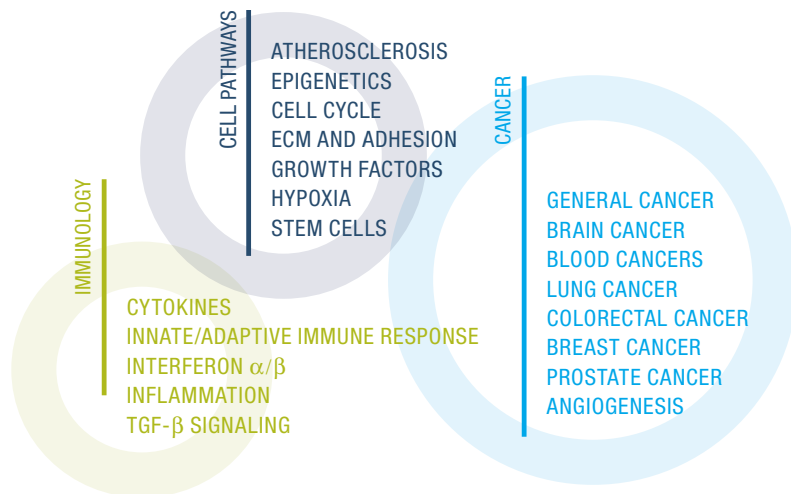 CELL PATHWAYS
ATHEROSCLEROSIS
EPIGENETICS
CELL CYCLE
ECM AND ADHESION
GROWTH FACTORS
HYPOXIA
STEM CELLS
CANCER
GENERAL CANCER
BRAIN CANCER
BLOOD CANCERS
LUNG CANCER
COLORECTAL CANCER
BREAST CANCER
PROSTATE CANCER
ANGIOGENESIS
IMMUNOLOGY
CYTOKINES
INNATE/ADAPTIVE IMMUNE RESPONSE
INTERFERON α/β
INFLAMMATION
TGF-β SIGNALING